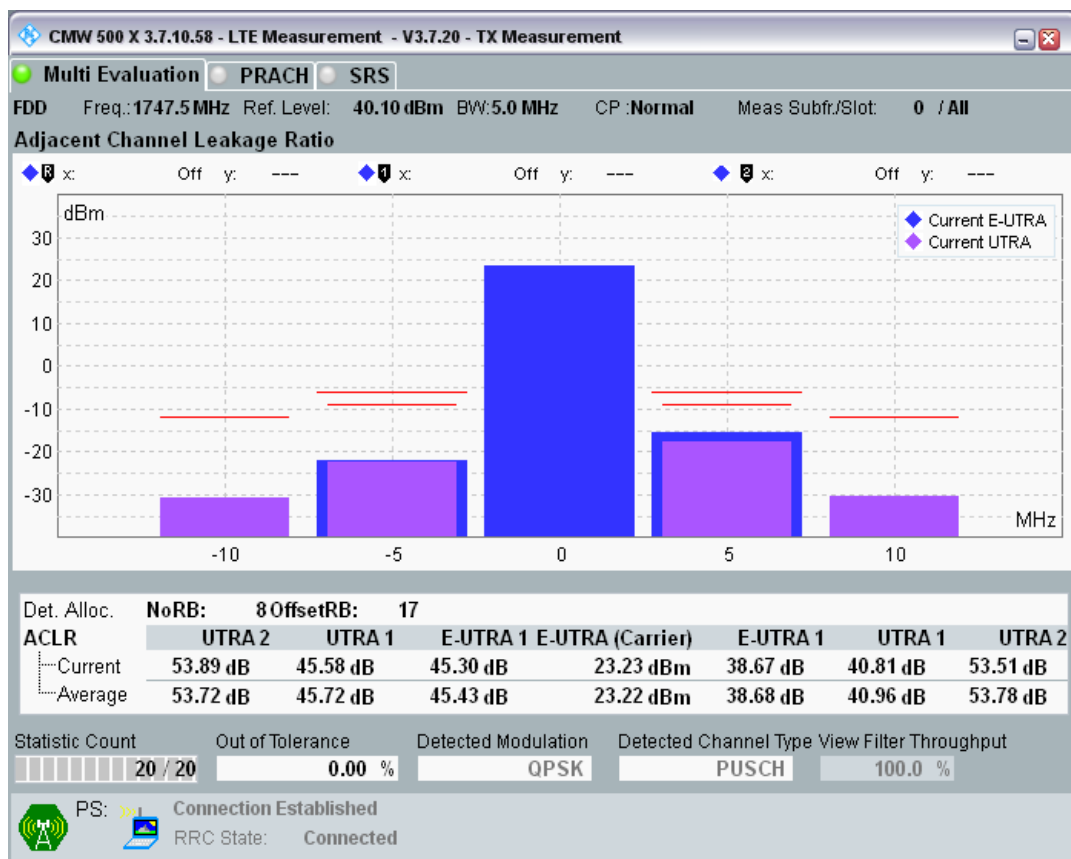 CMW 500 X 3.7.10.58 - LTE Measurement - V3.7.20 - TX Measurement
Multi Evaluation PRACH SRS
FDD Freq.: 1747.5 MHz Ref. Level: 40.10 dBm BW: 5.0 MHz CP : Normal Meas Subfr./Slot: 0 / All
Adjacent Channel Leakage Ratio
R x: Off y: --- 1 x: Off y: --- 2 x: Off y: ---
dBm
Current E-UTRA
Current UTRA
30
20
10
0
-10
-20
-30
MHz
-10 -5 0 5 10
Det. Alloc. NoRB: 8 OffsetRB: 17
ACLR UTRA 2 UTRA 1 E-UTRA 1 E-UTRA (Carrier) E-UTRA 1 UTRA 1 UTRA 2
Current 53.89 dB 45.58 dB 45.30 dB 23.23 dBm 38.67 dB 40.81 dB 53.51 dB
Average 53.72 dB 45.72 dB 45.43 dB 23.22 dBm 38.68 dB 40.96 dB 53.78 dB
Statistic Count Out of Tolerance Detected Modulation Detected Channel Type View Filter Throughput
20 / 20 0.00 % QPSK PUSCH 100.0 %
PS: Connection Established
RRC State: Connected